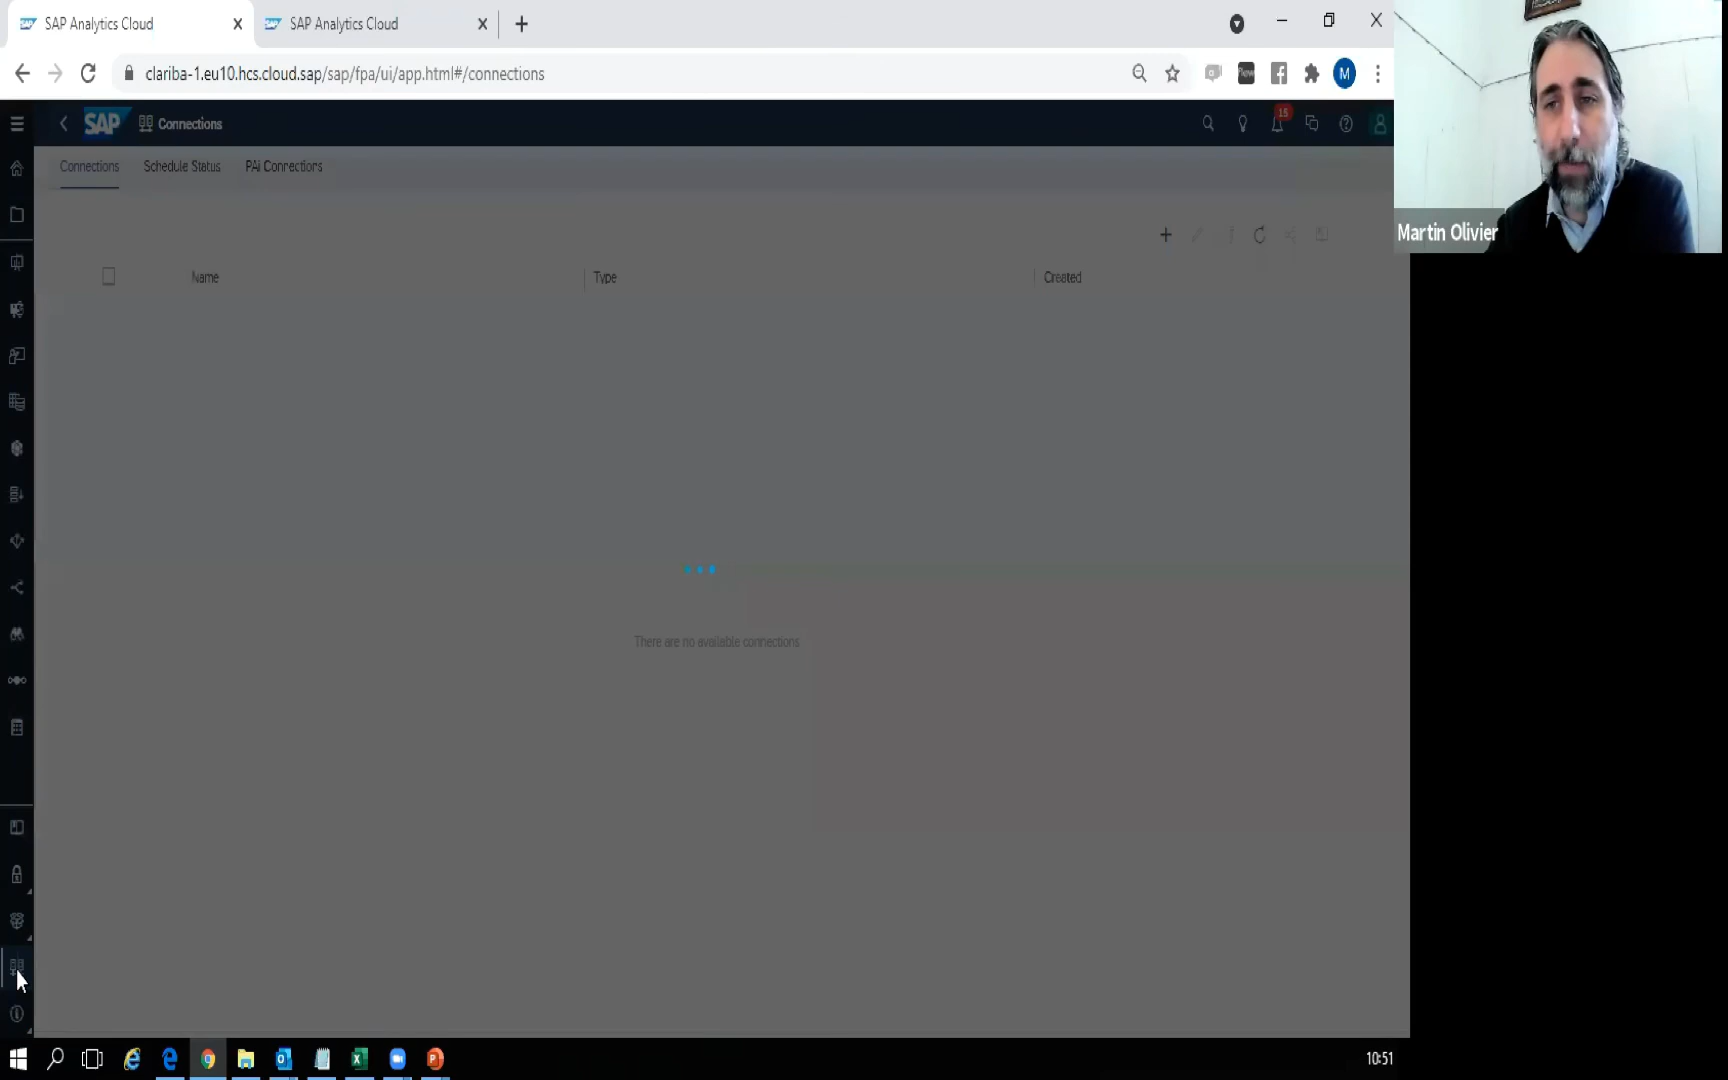 SAP Analytics Cloud
SAP Analytics Cloud
clariba-1.eu10.hcs.cloud.sap/sap/fpa/ui/app.html#/connections
M
SAP Connections
15
Connections Schedule Status PAi Connections
Martin Olivier
Name Type Created
There are no available connections
10:51